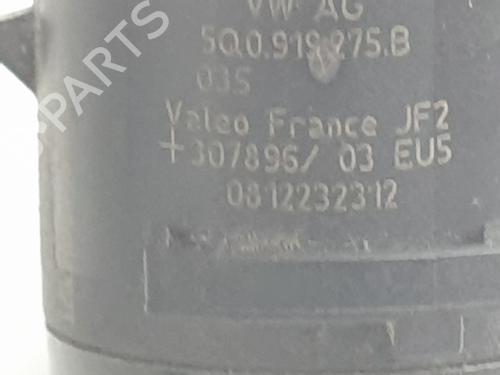 VW AG
5Q0.919.275.B
03S
Valeo France JF2
+307896/ 03 EU5
0812232312
B-PARTS